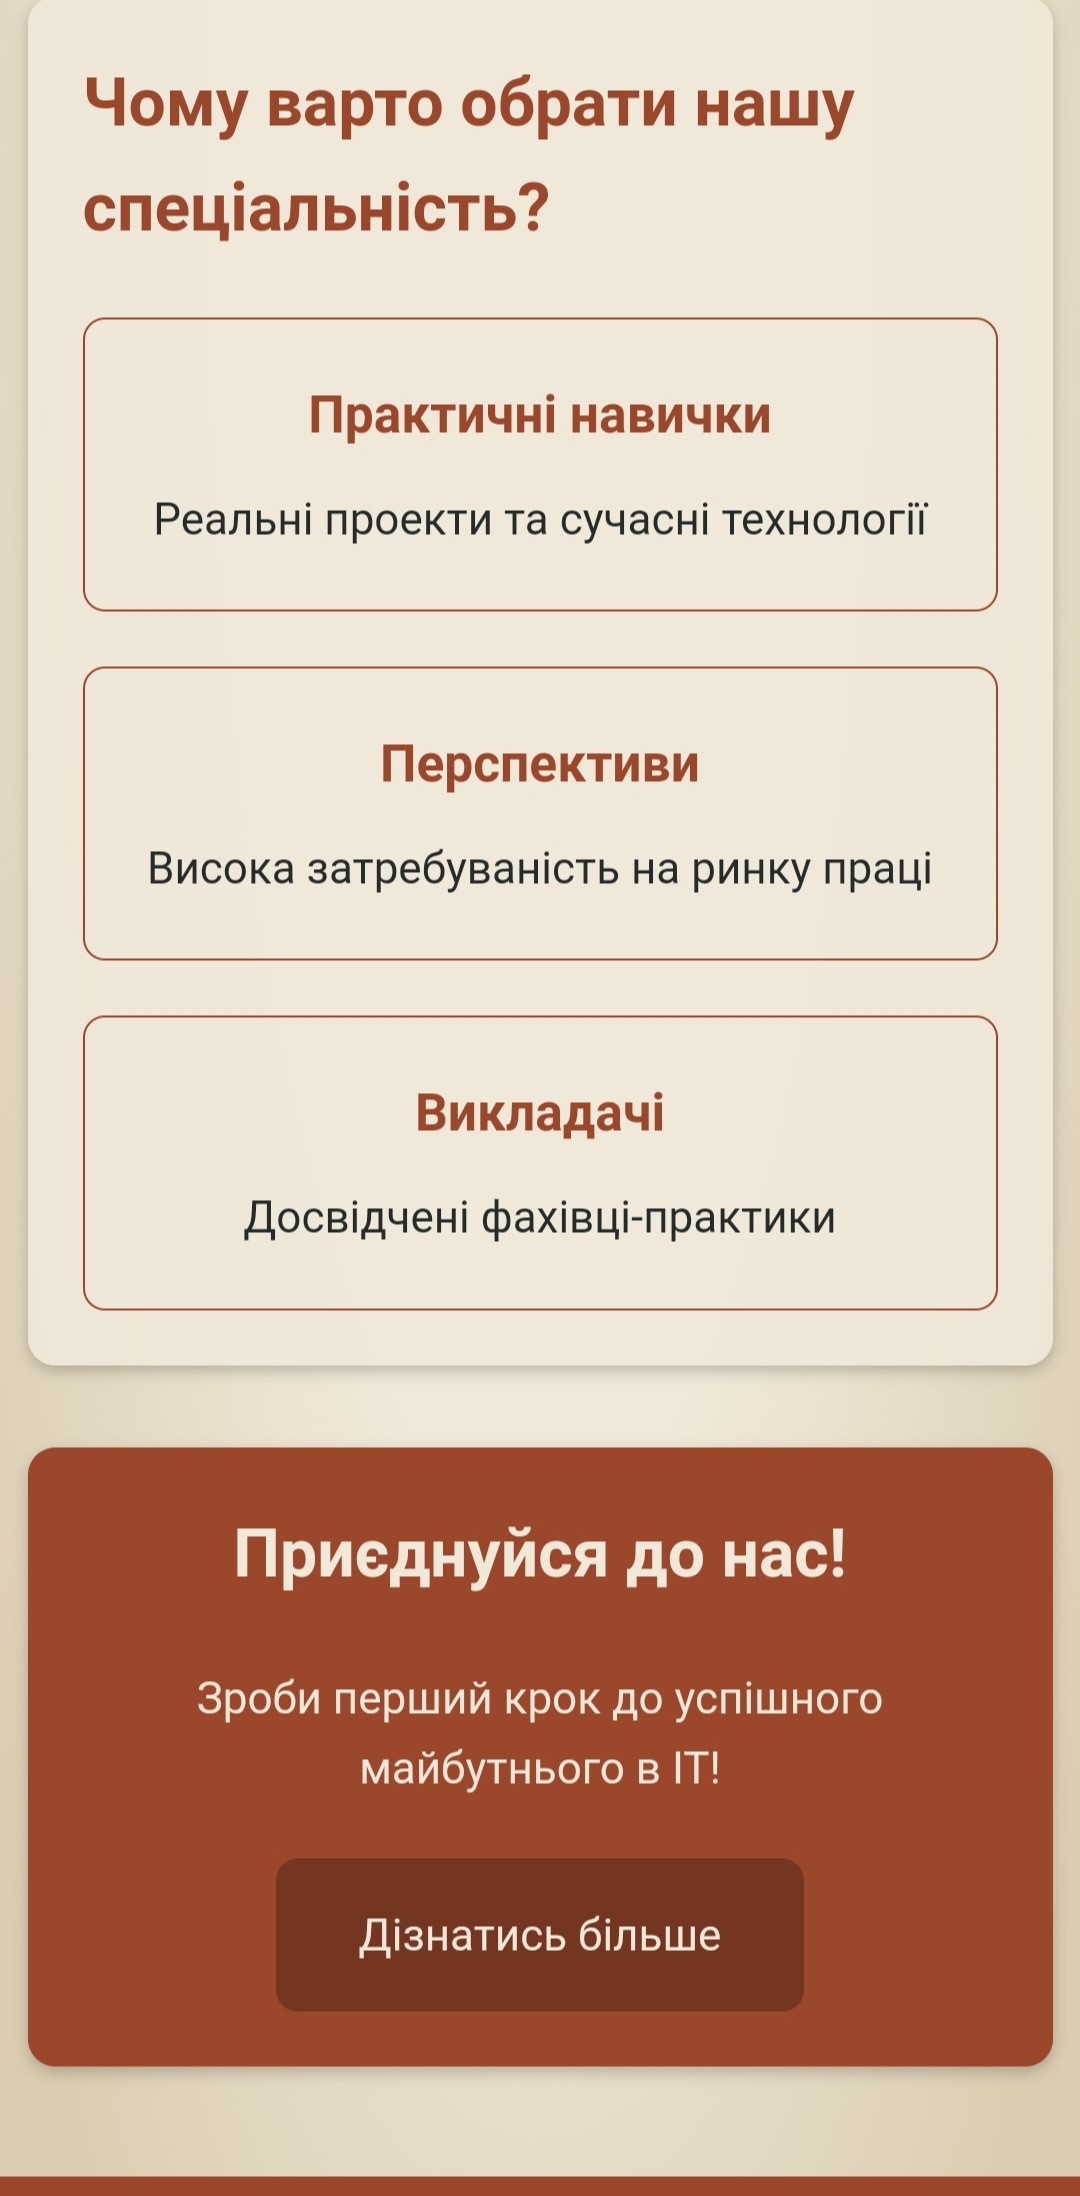 Чому варто обрати нашу
спеціальність?
Практичні навички
Реальні проекти та сучасні технології
Перспективи
Висока затребуваність на ринку праці
Викладачі
Досвідчені фахівці-практики
Приєднуйся до нас!
Зроби перший крок до успішного
майбутнього в ІТ!
Дізнатись більше